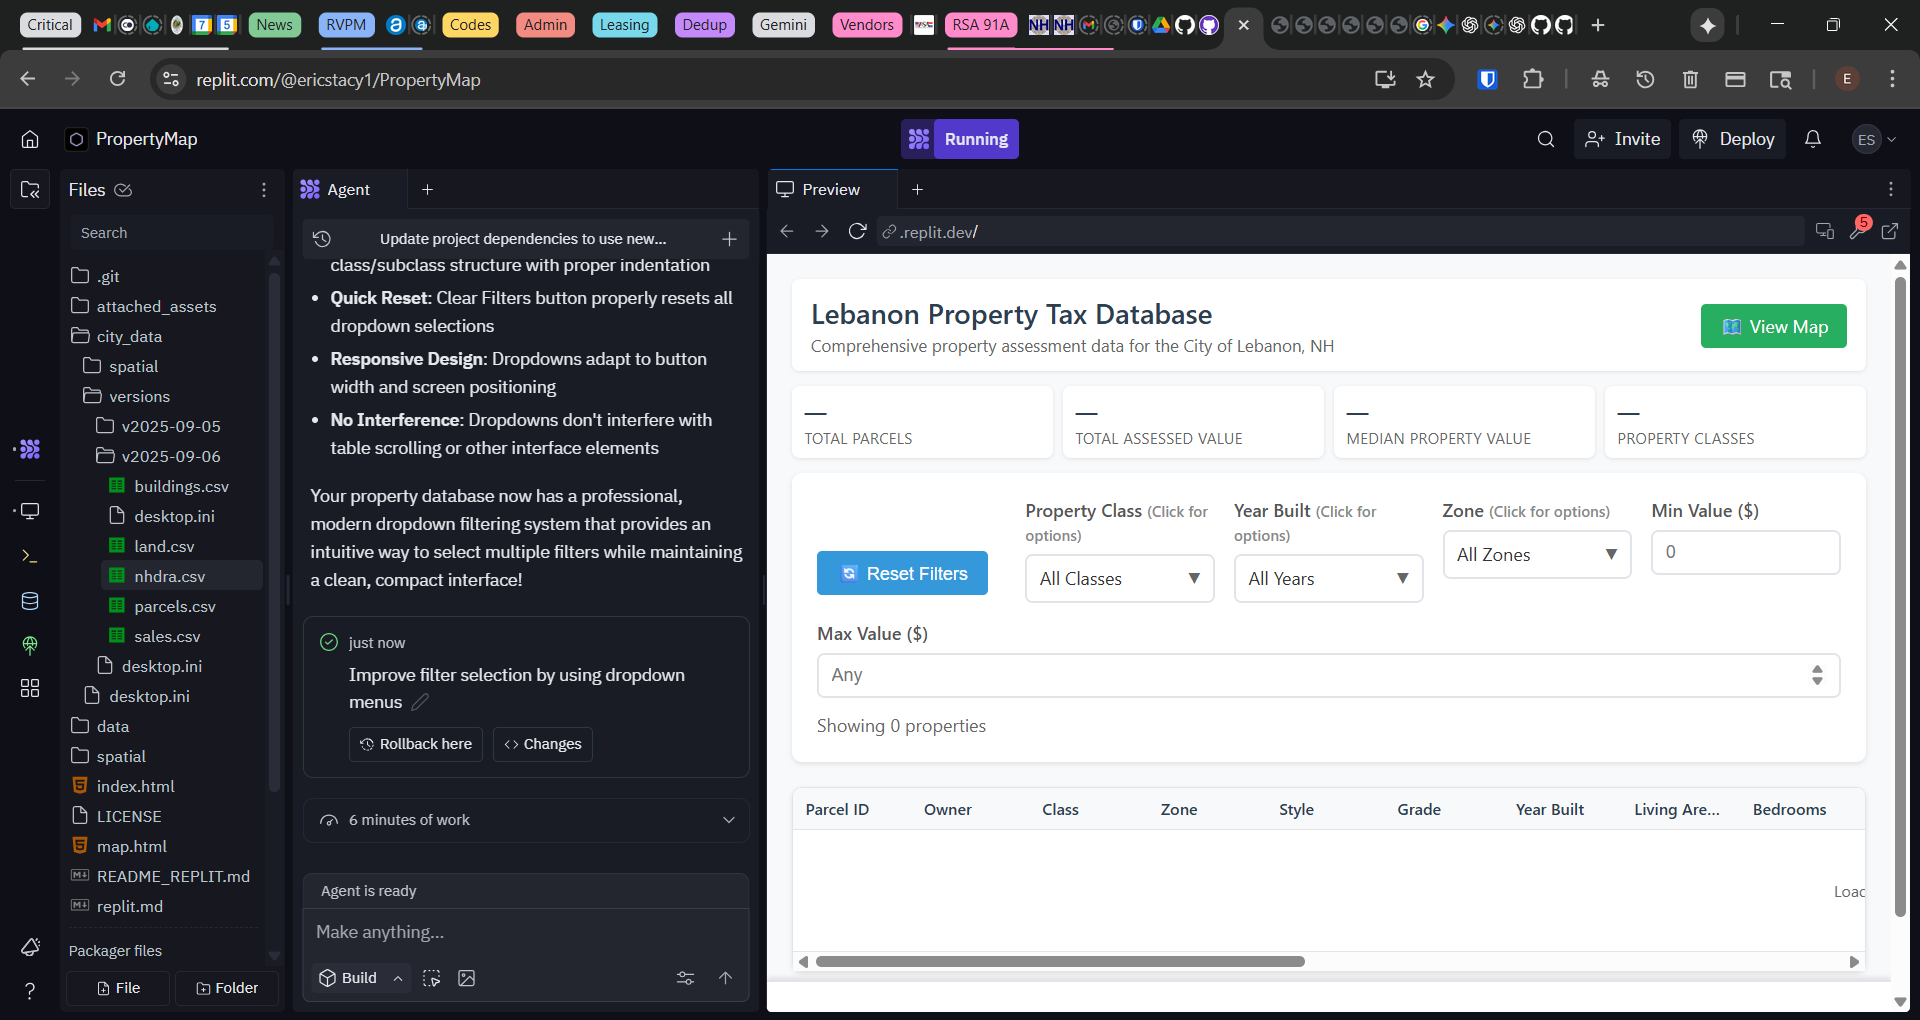 Critical
7
5
News
RVPM
Codes
Admin
Leasing
Dedup
Gemini
Vendors
RSA 91A
NH
NH
replit.com/@ericstacy1/PropertyMap
E
PropertyMap
Running
Invite
Deploy
ES
Files
Search
.git
attached_assets
city_data
spatial
versions
v2025-09-05
v2025-09-06
buildings.csv
desktop.ini
land.csv
nhdra.csv
parcels.csv
sales.csv
desktop.ini
desktop.ini
data
spatial
index.html
LICENSE
map.html
README_REPLIT.md
replit.md
Packager files
File
Folder
Agent
Update project dependencies to use new...
class/subclass structure with proper indentation
• Quick Reset: Clear Filters button properly resets all
dropdown selections
• Responsive Design: Dropdowns adapt to button
width and screen positioning
• No Interference: Dropdowns don't interfere with
table scrolling or other interface elements
Your property database now has a professional,
modern dropdown filtering system that provides an
intuitive way to select multiple filters while maintaining
a clean, compact interface!
just now
Improve filter selection by using dropdown
menus
Rollback here
Changes
6 minutes of work
Agent is ready
Make anything...
Build
Preview
.replit.dev/
5
Lebanon Property Tax Database
Comprehensive property assessment data for the City of Lebanon, NH
View Map
—
TOTAL PARCELS
—
TOTAL ASSESSED VALUE
—
MEDIAN PROPERTY VALUE
—
PROPERTY CLASSES
Reset Filters
Property Class (Click for
options)
All Classes
Year Built (Click for
options)
All Years
Zone (Click for options)
All Zones
Min Value ($)
0
Max Value ($)
Any
Showing 0 properties
Parcel ID
Owner
Class
Zone
Style
Grade
Year Built
Living Are...
Bedrooms
Loac